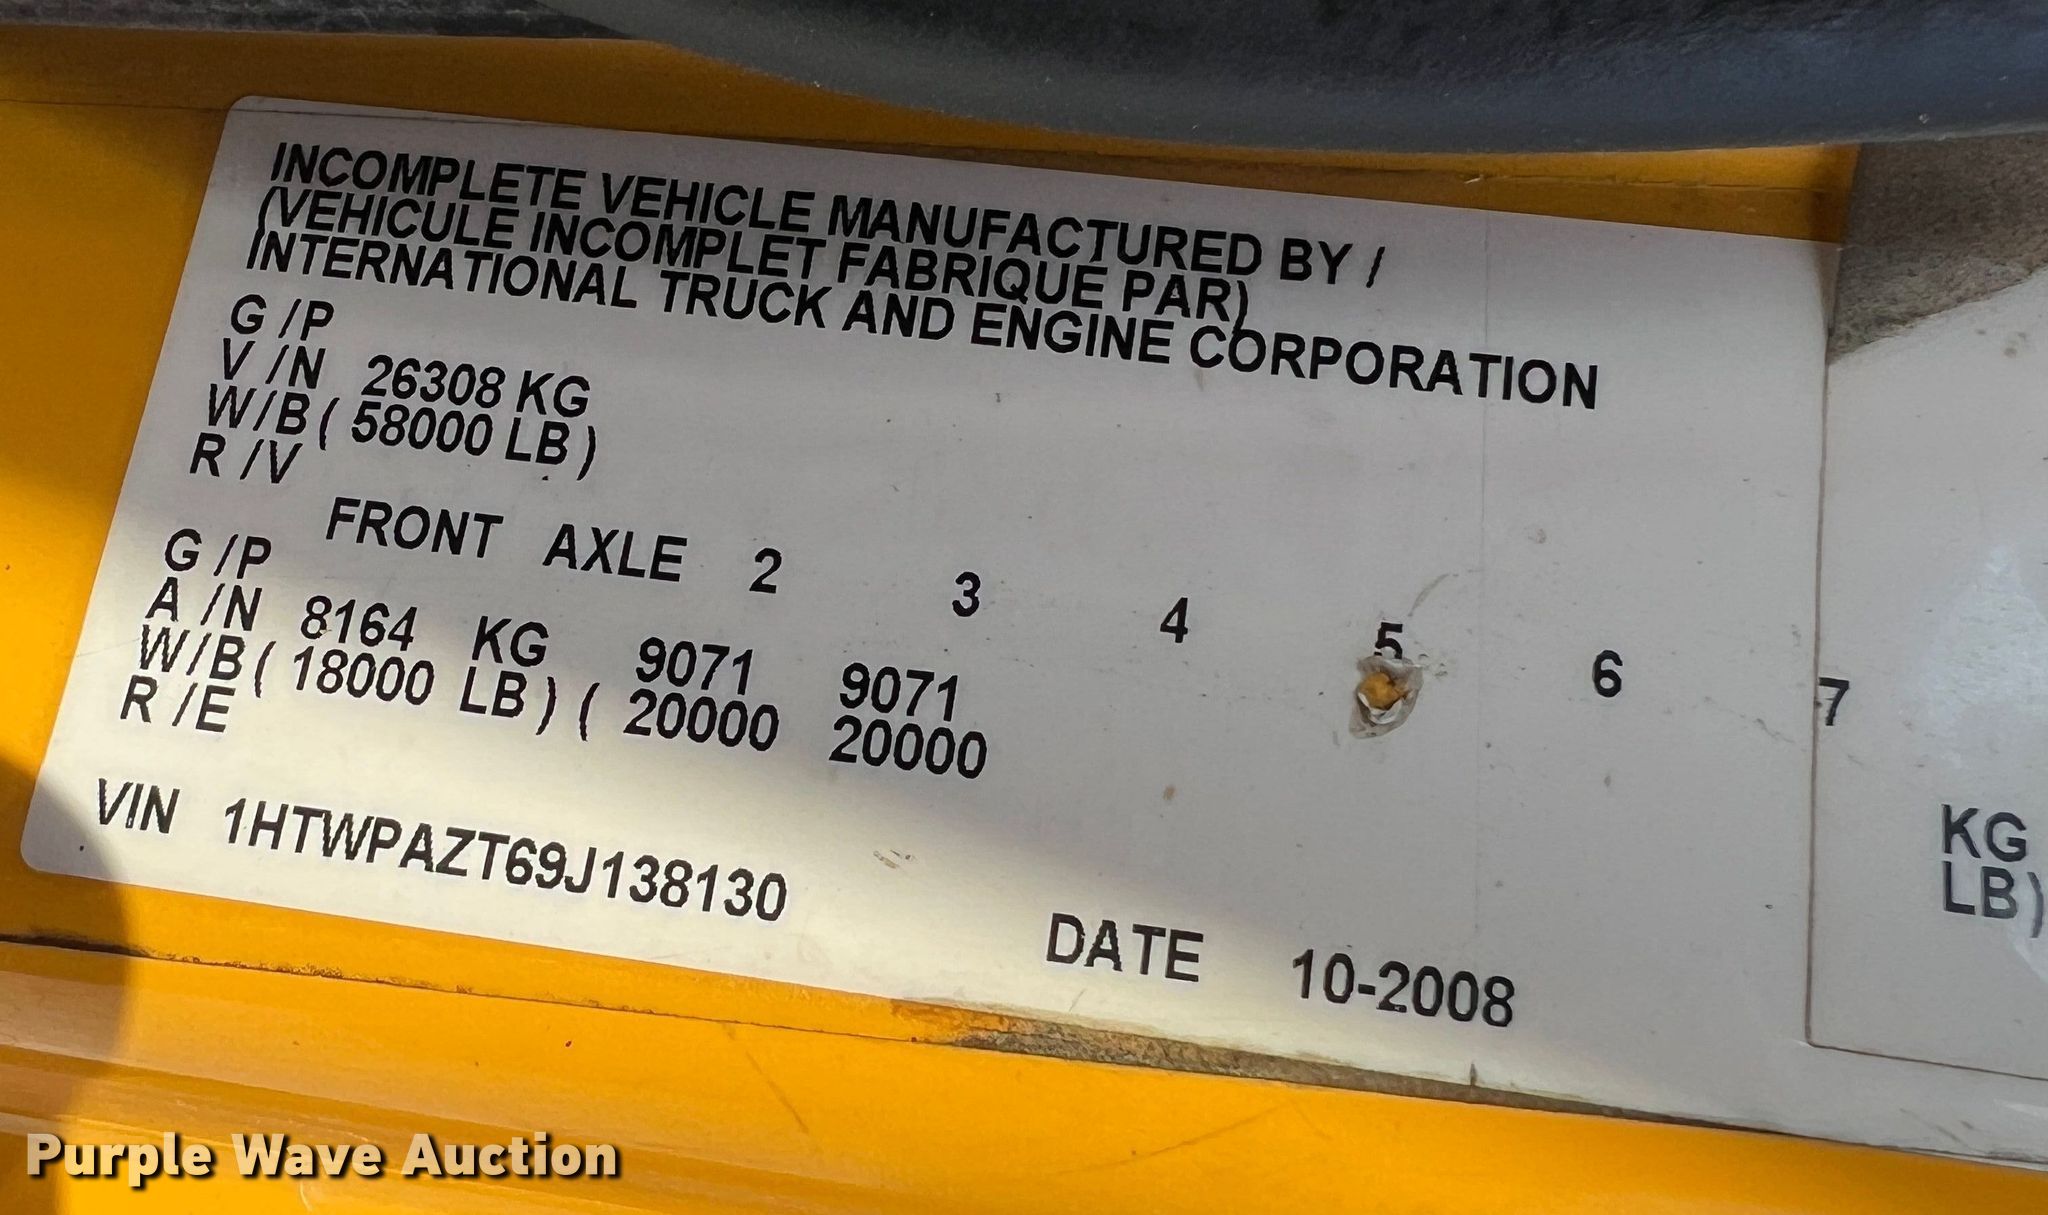 INCOMPLETE VEHICLE MANUFACTURED BY /
(VEHICULE INCOMPLET FABRIQUE PAR)
INTERNATIONAL TRUCK AND ENGINE CORPORATION
G /P
V /N 26308 KG
W/B ( 58000 LB )
R /V
FRONT AXLE 2 3 4 5 6 7
G /P
A /N 8164 KG 9071 9071 KG
W/B ( 18000 LB ) ( 20000 20000 LB )
R /E
VIN 1HTWPAZT69J138130
DATE 10-2008
Purple Wave Auction